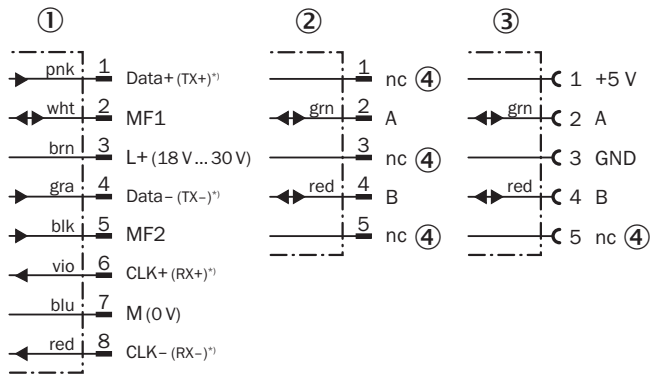 ① ② ③
pnk 1 Data+ (TX+)*)
wht 2 MF1
brn 3 L+ (18 V ... 30 V)
gra 4 Data– (TX–)*)
blk 5 MF2
vio 6 CLK+ (RX+)*)
blu 7 M (0 V)
red 8 CLK– (RX–)*)
1 nc ④
grn 2 A
3 nc ④
red 4 B
5 nc ④
1 +5 V
grn 2 A
3 GND
red 4 B
5 nc ④